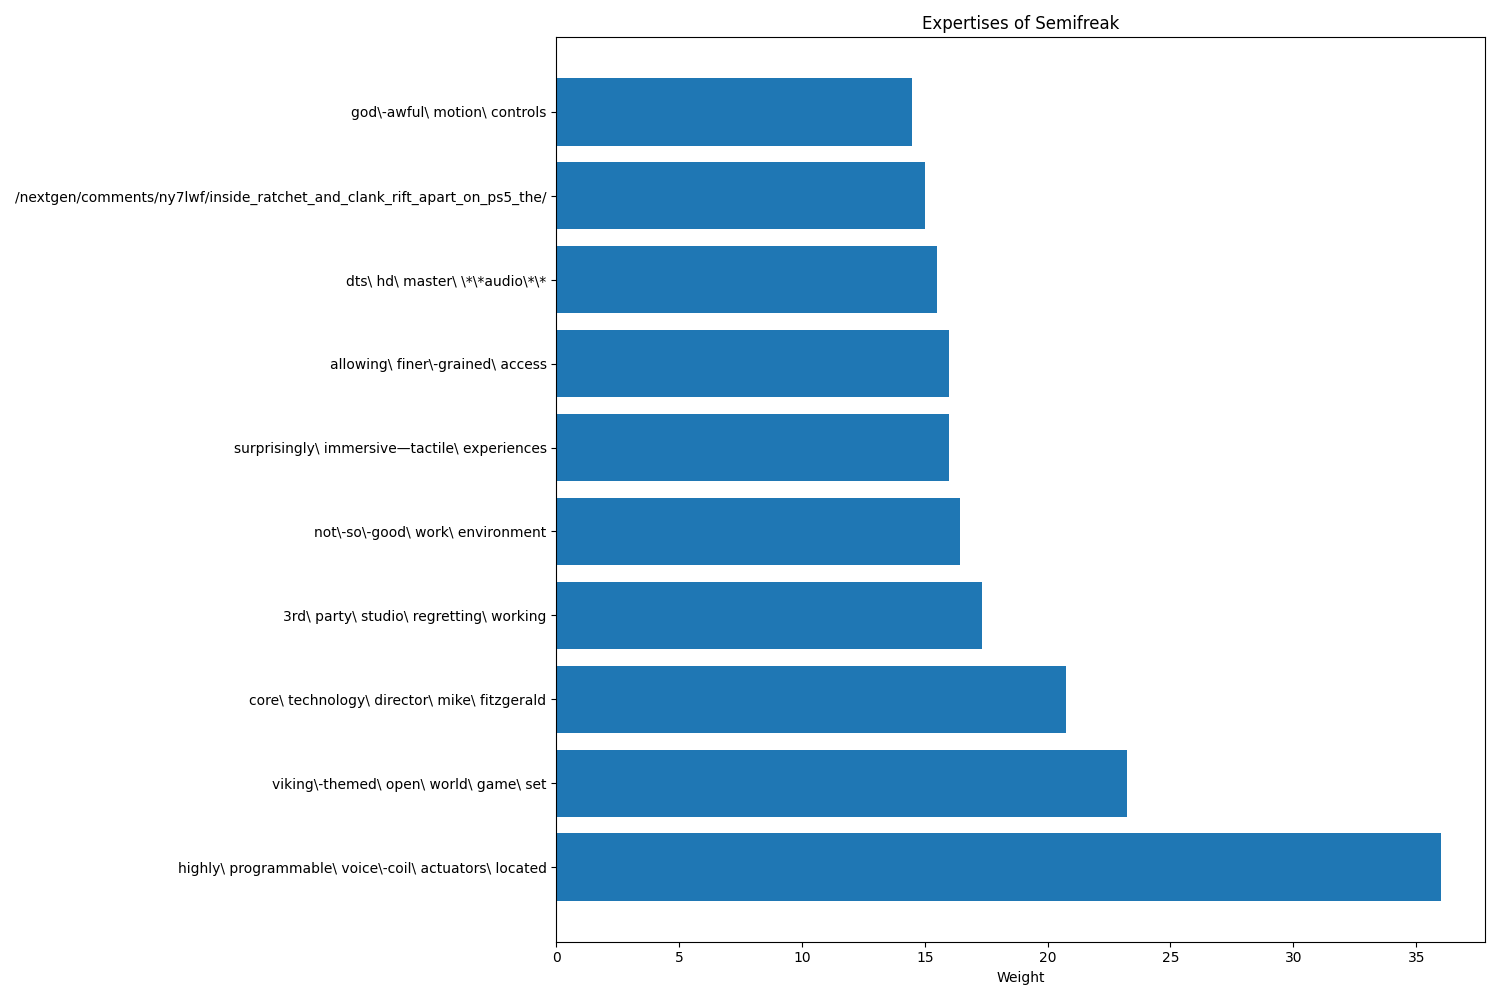 Expertises of Semifreak
god\-awful\ motion\ controls
/nextgen/comments/ny7lwf/inside_ratchet_and_clank_rift_apart_on_ps5_the/
dts\ hd\ master\ \*\*audio\*\*
allowing\ finer\-grained\ access
surprisingly\ immersive—tactile\ experiences
not\-so\-good\ work\ environment
3rd\ party\ studio\ regretting\ working
core\ technology\ director\ mike\ fitzgerald
viking\-themed\ open\ world\ game\ set
highly\ programmable\ voice\-coil\ actuators\ located
0 5 10 15 20 25 30 35
Weight